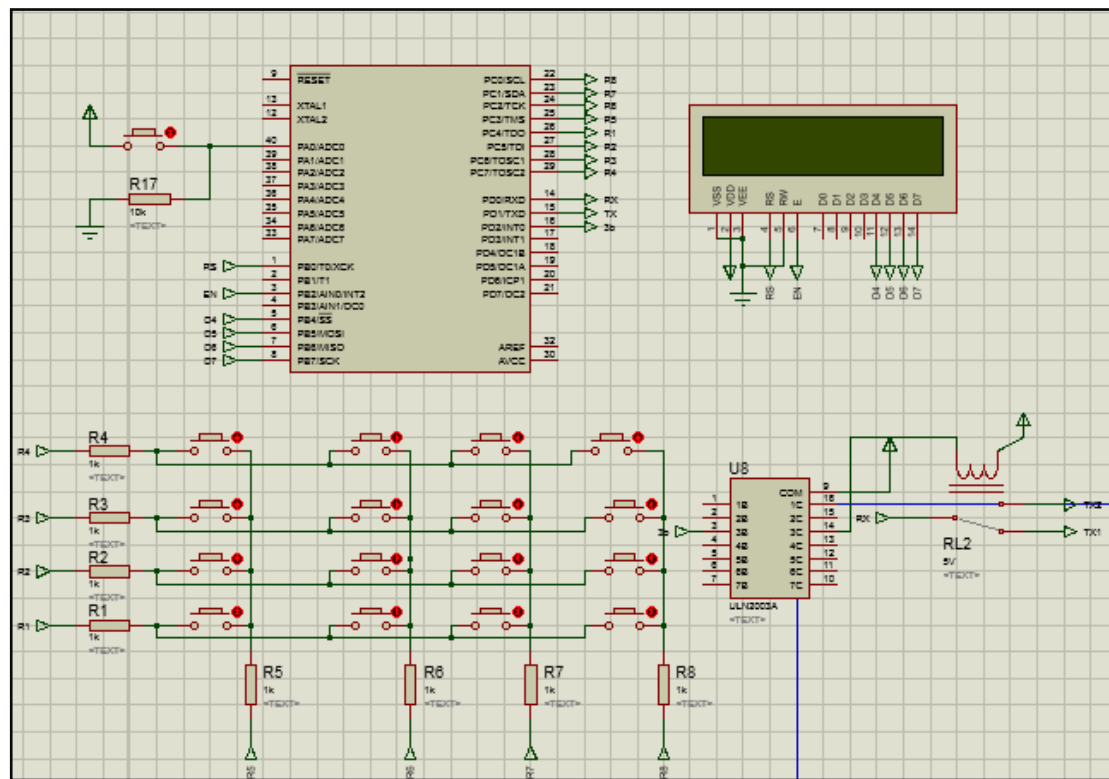 9 RESET
13 XTAL1
12 XTAL2
40 PA0/ADC0
39 PA1/ADC1
38 PA2/ADC2
37 PA3/ADC3
36 PA4/ADC4
35 PA5/ADC5
34 PA6/ADC6
33 PA7/ADC7
RS 1 PB0/T0/XCK
2 PB1/T1
EN 3 PB2/AIN0/INT2
4 PB3/AIN1/OC0
D4 5 PB4/SS
D5 6 PB5/MOSI
D6 7 PB6/MISO
D7 8 PB7/SCK
PC0/SCL 22 R8
PC1/SDA 23 R7
PC2/TCK 24 R6
PC3/TMS 25 R5
PC4/TDO 26 R1
PC5/TDI 27 R2
PC6/TOSC1 28 R3
PC7/TOSC2 29 R4
PD0/RXD 14 RX
PD1/TXD 15 TX
PD2/INT0 16 3b
PD3/INT1 17
PD4/OC1B 18
PD5/OC1A 19
PD6/ICP1 20
PD7/OC2 21
AREF 32
AVCC 30
R17
10k
<TEXT>
VSS VDD VEE RS RW E D0 D1 D2 D3 D4 D5 D6 D7
1 2 3 4 5 6 7 8 9 10 11 12 13 14
RS EN D4 D5 D6 D7
R4
R4
1k
<TEXT>
R3
R3
1k
<TEXT>
R2
R2
1k
<TEXT>
R1
R1
1k
<TEXT>
R5
1k
<TEXT>
R6
1k
<TEXT>
R7
1k
<TEXT>
R8
1k
<TEXT>
R5 R6 R7 R8
U8
COM 9
1 1B 1C 16
2 2B 2C 15
3b 3 3B 3C 14
4 4B 4C 13
5 5B 5C 12
6 6B 6C 11
7 7B 7C 10
ULN2003A
<TEXT>
RX
TX2
TX1
RL2
5V
<TEXT>